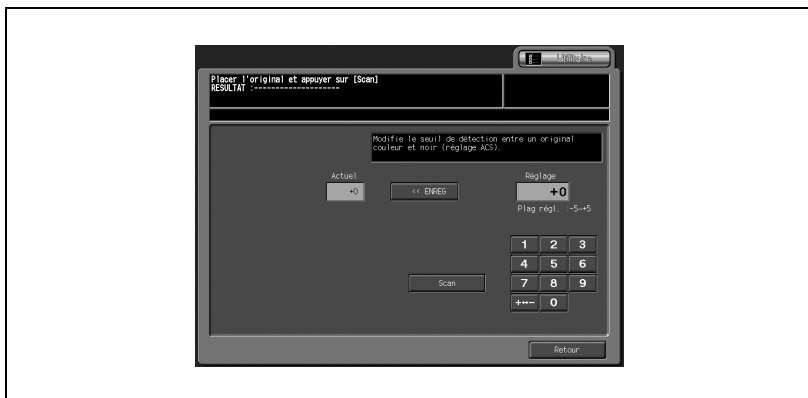 Utilitaire
Placer l'original et appuyer sur [Scan]
RESULTAT :--------------------
Modifie le seuil de détection entre un original
couleur et noir (réglage ACS).
Actuel
Réglage
+0
<< ENREG
+0
Plag régl. :-5~+5
1 2 3
4 5 6
Scan
7 8 9
+↔- 0
Retour